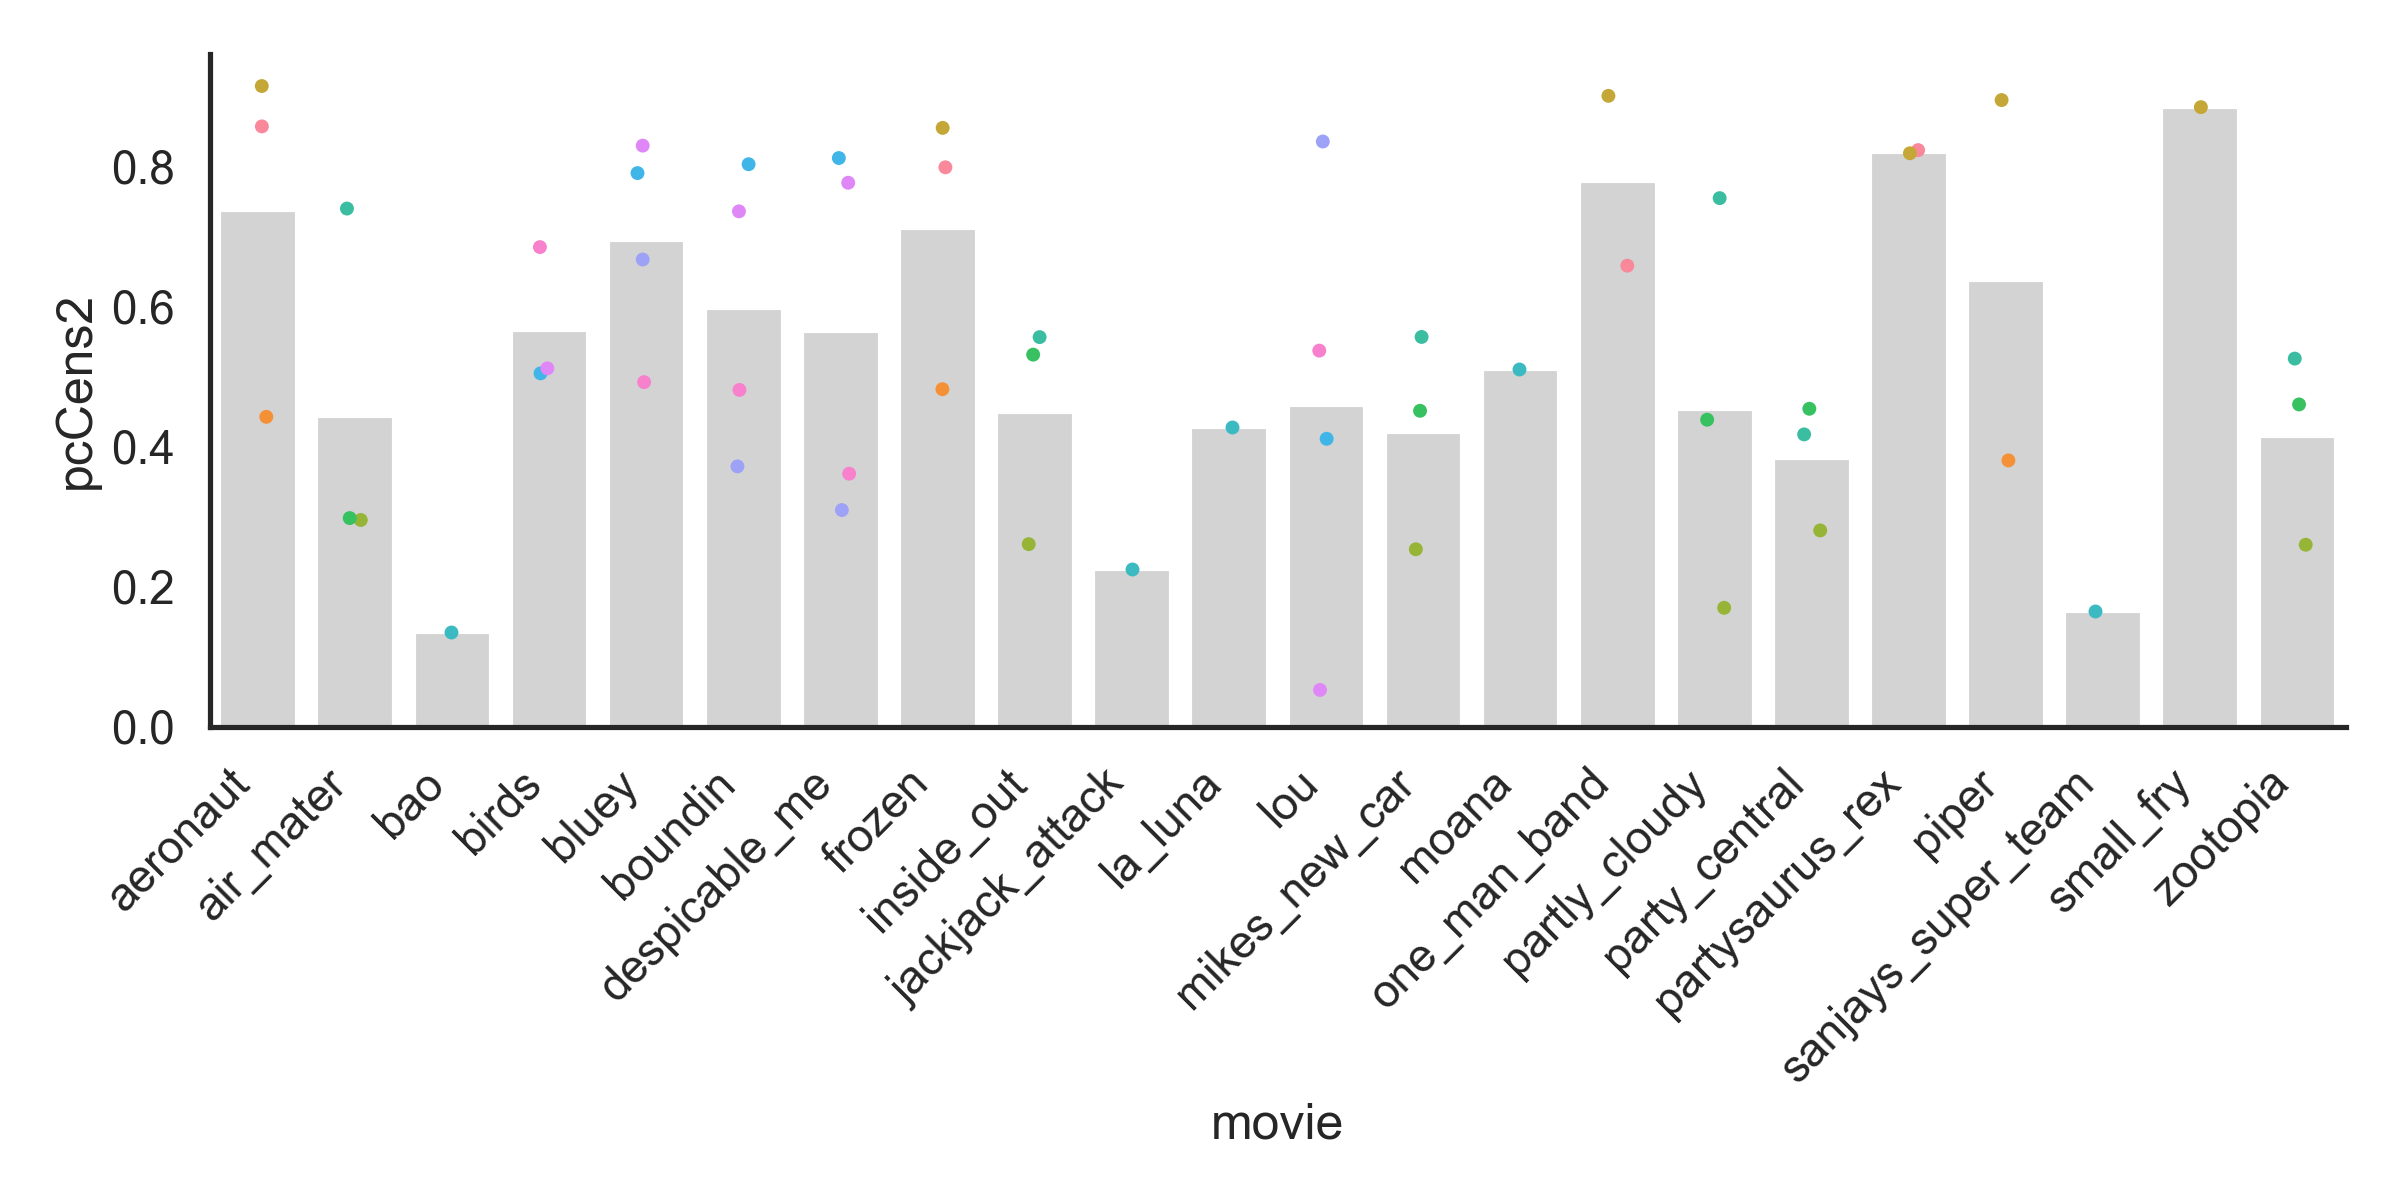 pcCens2
0.8
0.6
0.4
0.2
0.0
aeronaut
air_mater
bao
birds
bluey
boundin
despicable_me
frozen
inside_out
jackjack_attack
la_luna
lou
mikes_new_car
moana
one_man_band
partly_cloudy
party_central
partysaurus_rex
piper
sanjays_super_team
small_fry
zootopia
movie